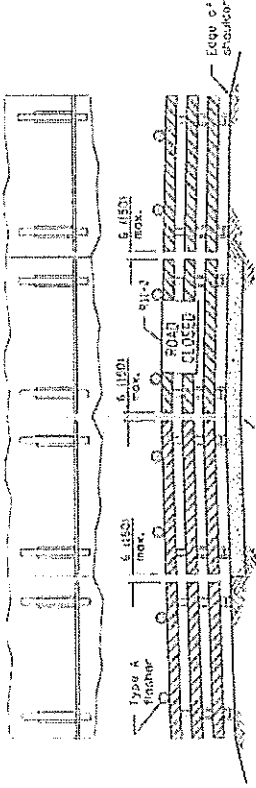 6 (150)
max.
6 (150)
max.
6 (150)
max.
Type A
flasher
ROAD
CLOSED
R11-2
Edge of
shoulder